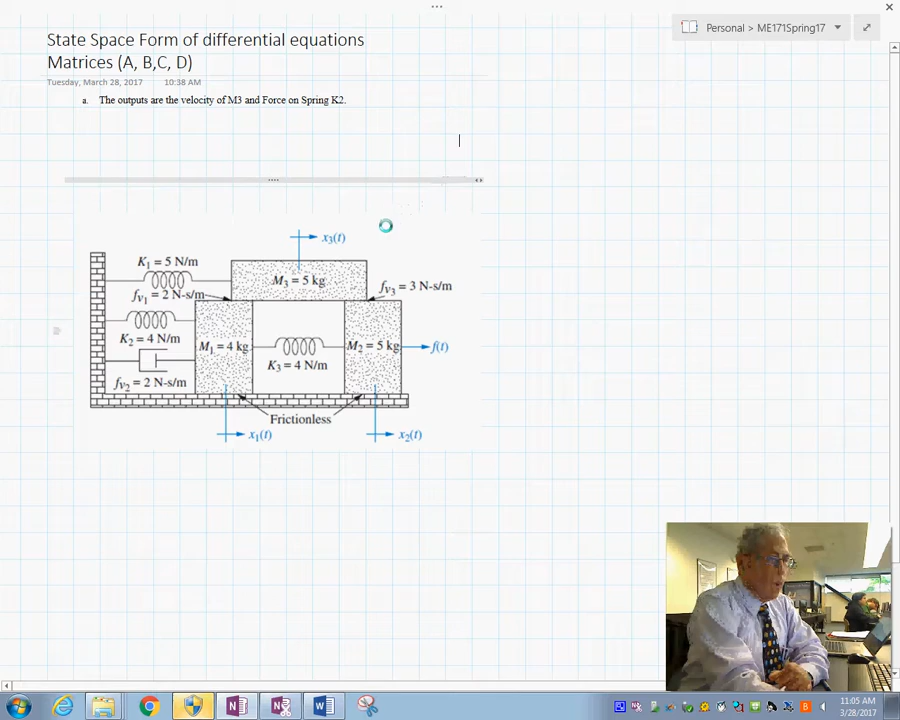 Personal > ME171Spring17
State Space Form of differential equations
Matrices (A, B,C, D)
Tuesday, March 28, 2017 10:38 AM
a. The outputs are the velocity of M3 and Force on Spring K2.
x3(t)
K1 = 5 N/m
M3 = 5 kg
fv1 = 2 N-s/m
fv3 = 3 N-s/m
K2 = 4 N/m
M1 = 4 kg
M2 = 5 kg
f(t)
K3 = 4 N/m
fv2 = 2 N-s/m
Frictionless
x1(t)
x2(t)
11:05 AM
3/28/2017